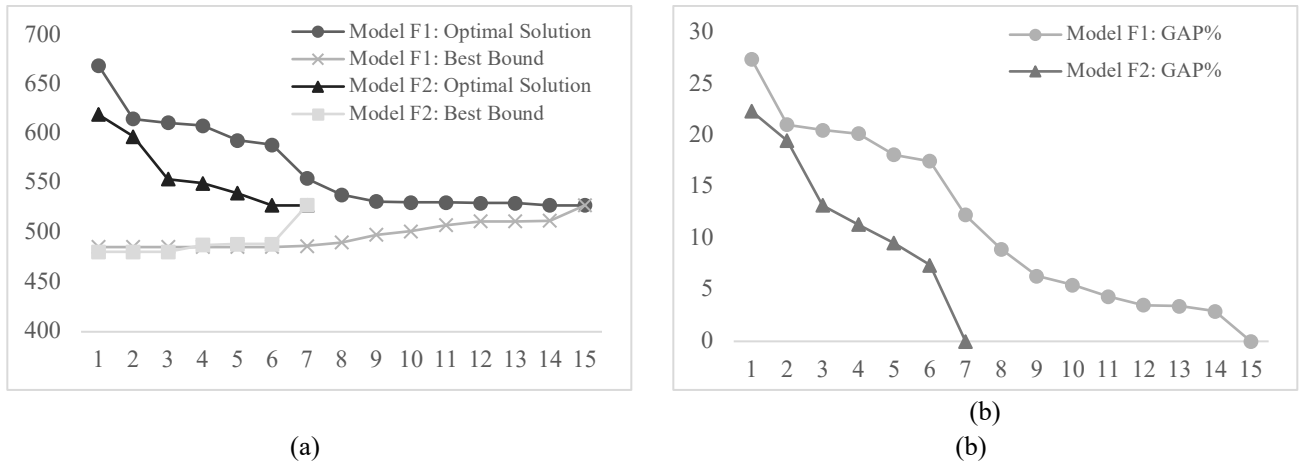 700
650
600
550
500
450
400
1 2 3 4 5 6 7 8 9 10 11 12 13 14 15
Model F1: Optimal Solution
Model F1: Best Bound
Model F2: Optimal Solution
Model F2: Best Bound
(a)
30
25
20
15
10
5
0
1 2 3 4 5 6 7 8 9 10 11 12 13 14 15
Model F1: GAP%
Model F2: GAP%
(b)
(b)